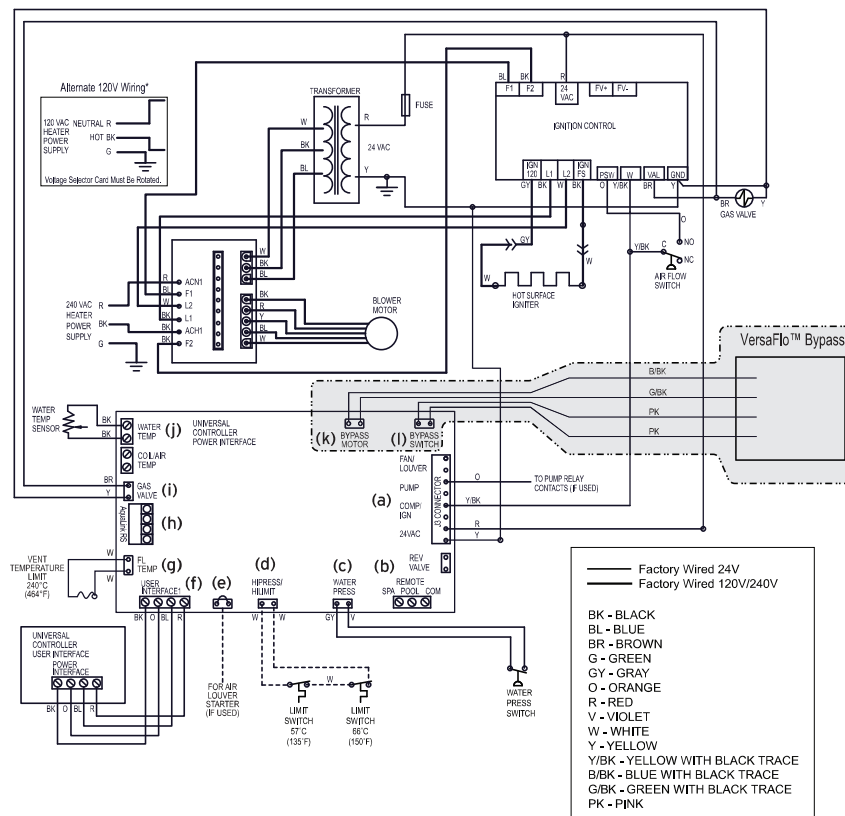 Alternate 120V Wiring*
120 VAC
HEATER
POWER
SUPPLY
NEUTRAL R
HOT BK
G
Voltage Selector Card Must Be Rotated.
TRANSFORMER
W
BK
BL
R
24 VAC
Y
FUSE
BL
BK
R
F1
F2
24
VAC
FV+
FV-
IGNITION CONTROL
IGN
120
L1
L2
IGN
FS
PSW
W
VAL
GND
GY
BK
W
BK
O
Y/BK
BR
Y
BR
Y
GAS VALVE
GY
W
W
HOT SURFACE
IGNITER
O
NO
Y/BK
C
NC
AIR FLOW
SWITCH
240 VAC
HEATER
POWER
SUPPLY
R
BK
G
R
BL
W
BK
BK
ACN1
F1
L2
L1
ACH1
F2
W
BK
BL
BK
R
Y
BL
W
BLOWER
MOTOR
VersaFlo™ Bypass
B/BK
G/BK
PK
PK
WATER
TEMP
SENSOR
BK
BK
WATER
TEMP
(j)
UNIVERSAL
CONTROLLER
POWER INTERFACE
COIL/AIR
TEMP
(k)
BYPASS
MOTOR
(l)
BYPASS
SWITCH
BR
Y
GAS
VALVE
(i)
AquaLink RS
(h)
(a)
FAN/
LOUVER
PUMP
COMP/
IGN
24VAC
J3 CONNECTOR
O
TO PUMP RELAY
CONTACTS (IF USED)
Y/BK
R
Y
VENT
TEMPERATURE
LIMIT
240°C
(464°F)
W
W
FL
TEMP
(g)
USER
INTERFACE1
(f)
(e)
(d)
HIPRESS/
HILIMIT
(c)
WATER
PRESS
(b)
REMOTE
SPA POOL COM
REV
VALVE
BK
O
BL
R
W
W
GY
V
UNIVERSAL
CONTROLLER
USER INTERFACE
POWER
INTERFACE
BK
O
BL
R
FOR AIR
LOUVER
STARTER
(IF USED)
W
LIMIT
SWITCH
57°C
(135°F)
LIMIT
SWITCH
66°C
(150°F)
WATER
PRESS
SWITCH
Factory Wired 24V
Factory Wired 120V/240V
BK - BLACK
BL - BLUE
BR - BROWN
G - GREEN
GY - GRAY
O - ORANGE
R - RED
V - VIOLET
W - WHITE
Y - YELLOW
Y/BK - YELLOW WITH BLACK TRACE
B/BK - BLUE WITH BLACK TRACE
G/BK - GREEN WITH BLACK TRACE
PK - PINK